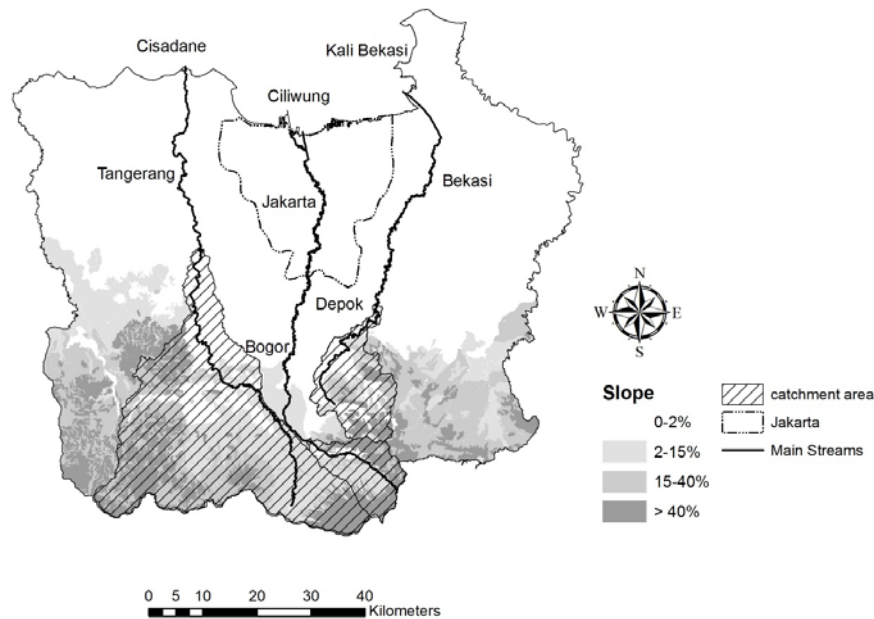 Cisadane
Kali Bekasi
Ciliwung
Tangerang
Bekasi
Jakarta
Depok
Bogor
N
W
E
S
Slope
0-2%
2-15%
15-40%
> 40%
catchment area
Jakarta
Main Streams
0 5 10 20 30 40
Kilometers